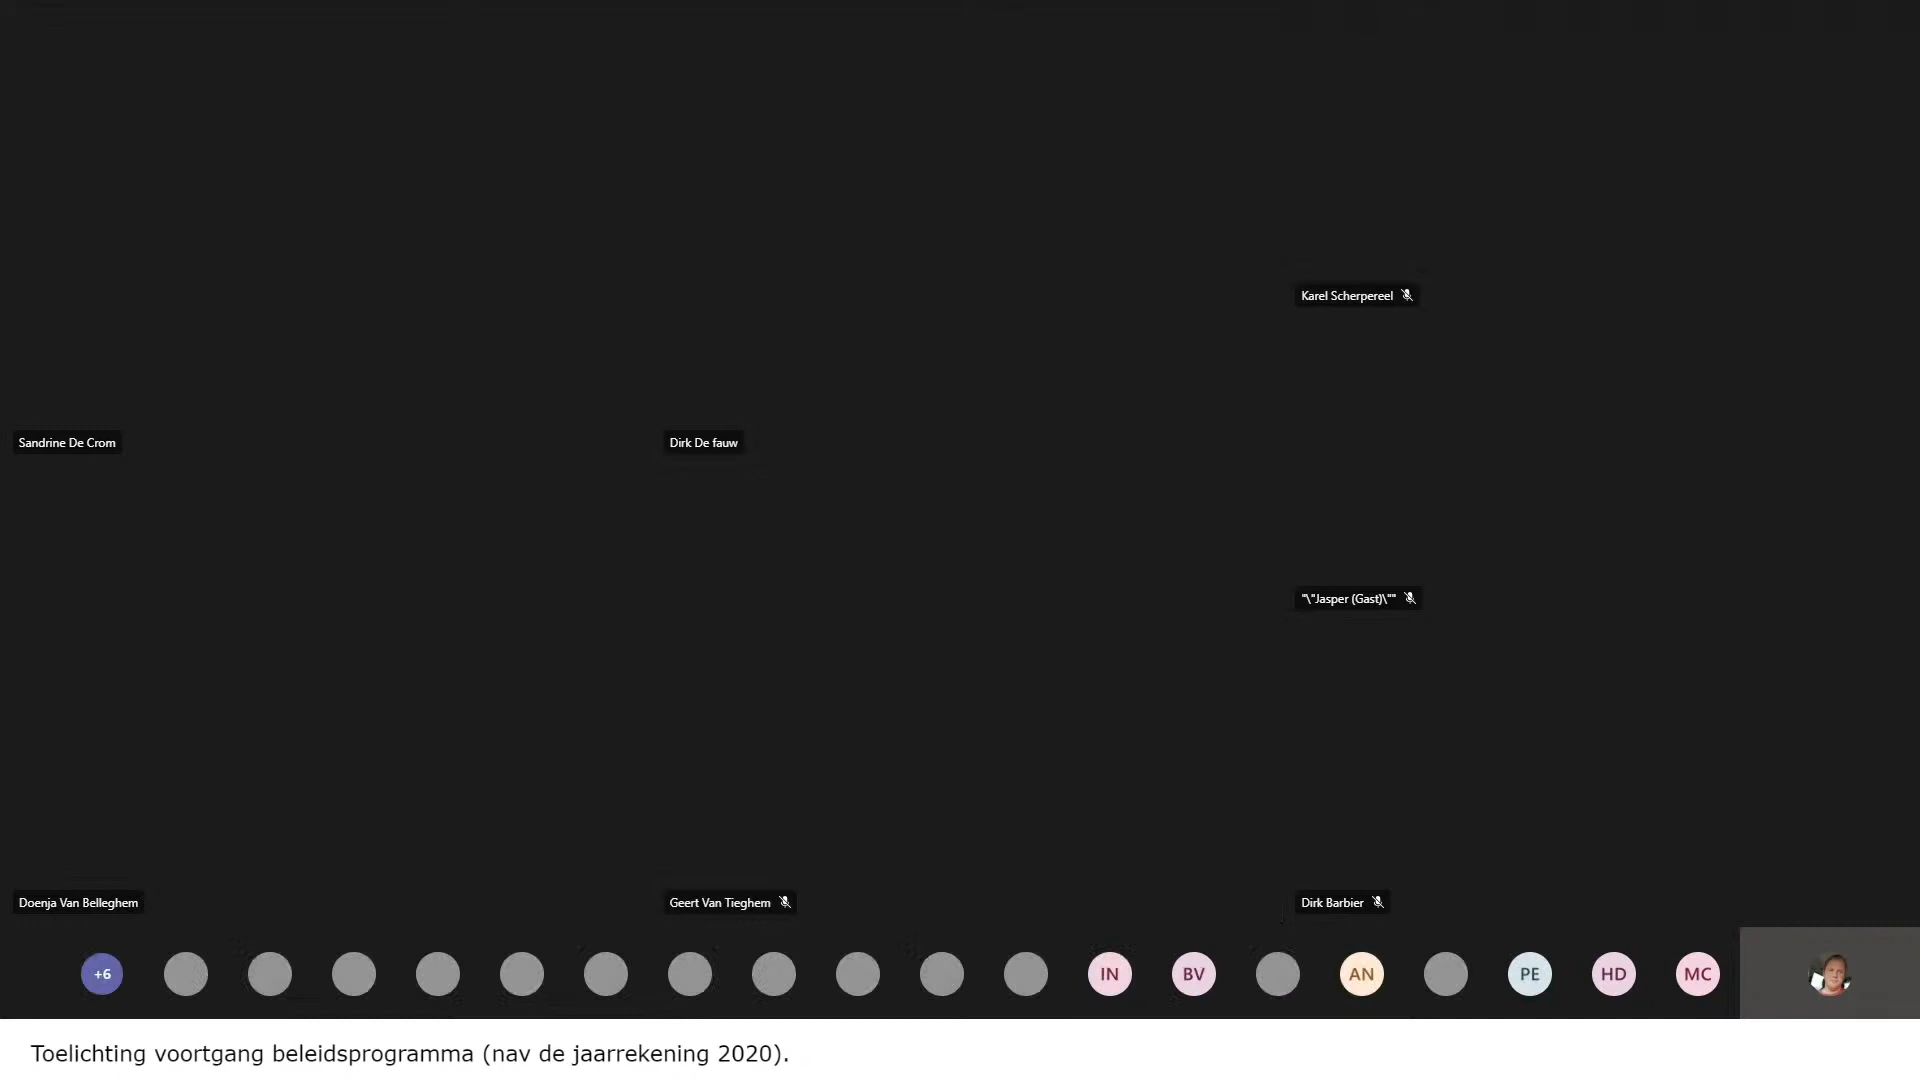 Karel Scherpereel
Sandrine De Crom
Dirk De fauw
"\"Jasper (Gast)\""
Doenja Van Belleghem
Geert Van Tieghem
Dirk Barbier
+6
IN
BV
AN
PE
HD
MC
Toelichting voortgang beleidsprogramma (nav de jaarrekening 2020).